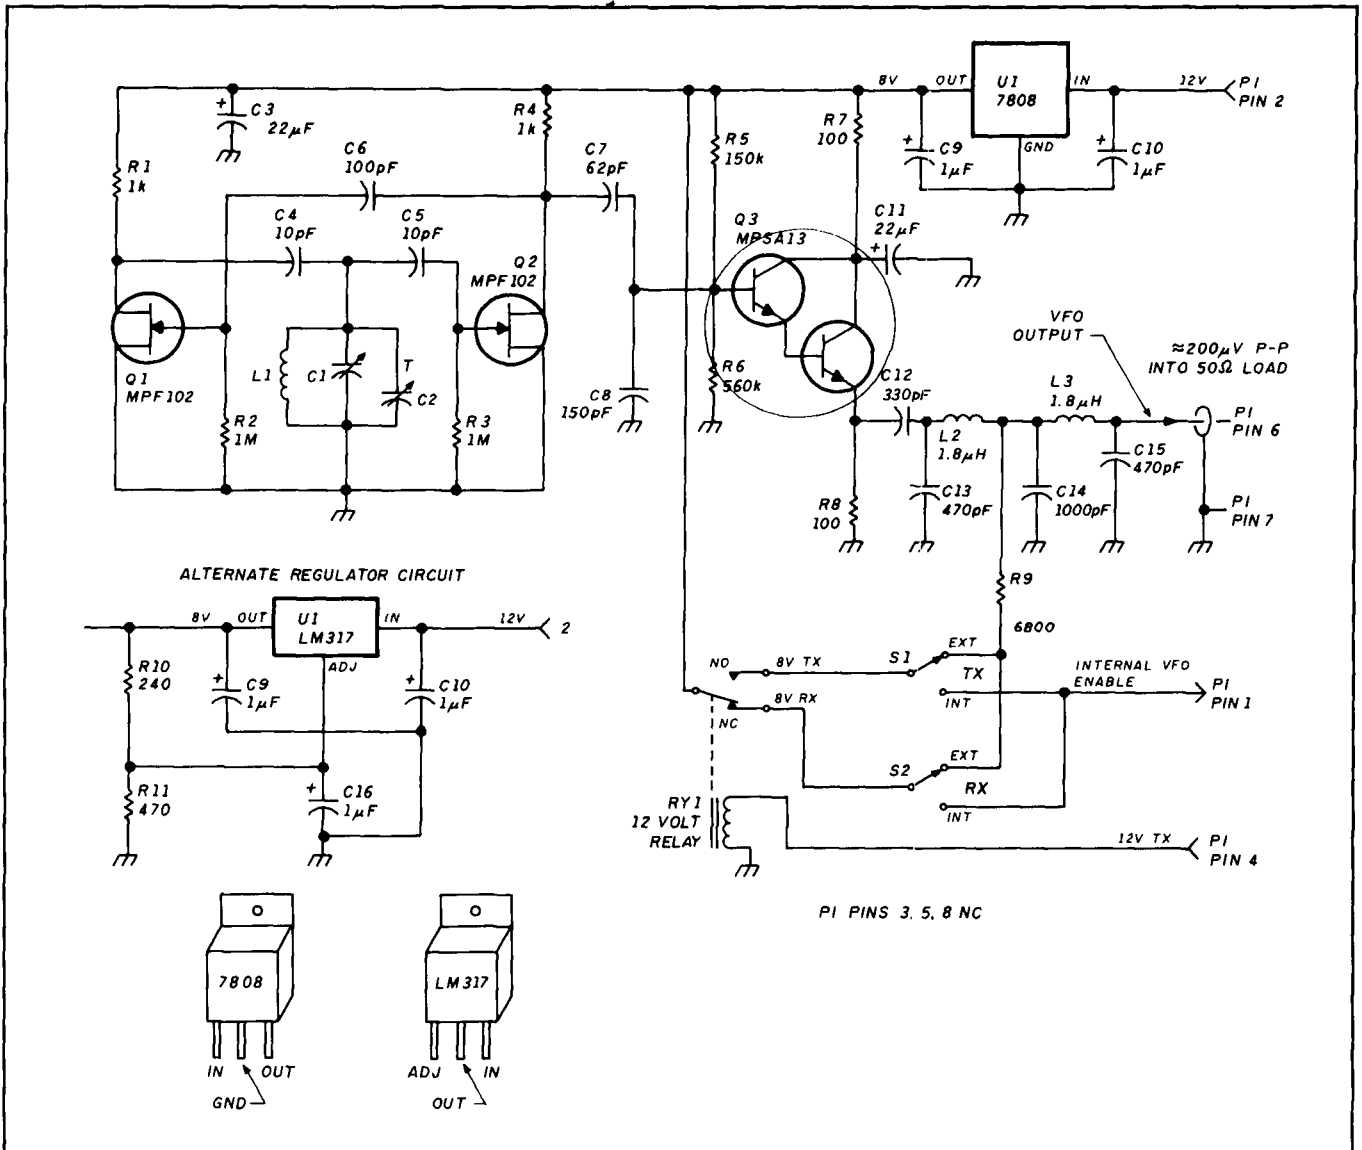 C3
22µF
R4
1k
8V
OUT
U1
7808
IN
12V
P1
PIN 2
GND
R1
1k
C6
100pF
C7
62pF
R5
150k
R7
100
C9
1µF
C10
1µF
C4
10pF
C5
10pF
Q2
MPF102
Q3
MPSA13
C11
22µF
Q1
MPF102
L1
C1
T
C2
R2
1M
R3
1M
C8
150pF
R6
560k
C12
330pF
VFO
OUTPUT
≈200µV P-P
INTO 50Ω LOAD
L3
1.8µH
P1
PIN 6
L2
1.8µH
R8
100
C13
470pF
C14
1000pF
C15
470pF
P1
PIN 7
R9
6800
ALTERNATE REGULATOR CIRCUIT
8V
OUT
U1
LM317
IN
12V
2
ADJ
R10
240
C9
1µF
C10
1µF
R11
470
C16
1µF
NO
8V TX
S1
EXT
TX
INT
INTERNAL VFO
ENABLE
P1
PIN 1
8V RX
NC
S2
EXT
RX
INT
RY1
12 VOLT
RELAY
12V TX
P1
PIN 4
P1 PINS 3, 5, 8 NC
7808
IN
OUT
GND
LM317
ADJ
IN
OUT